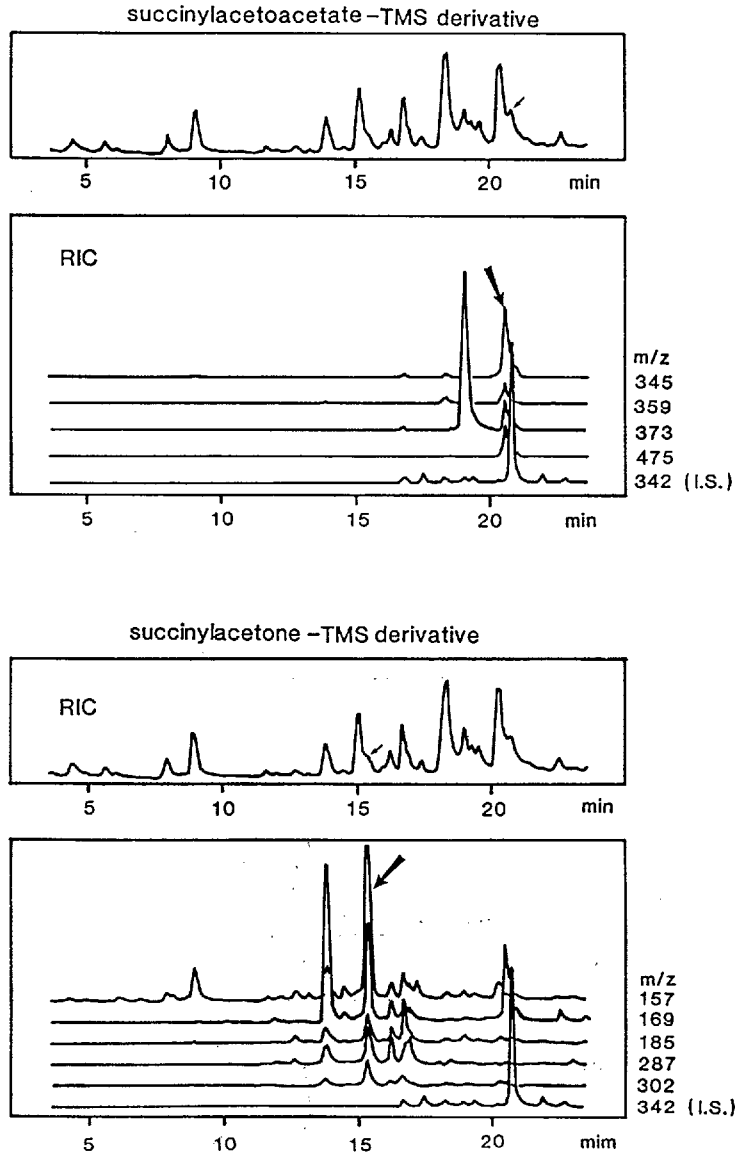 succinylacetoacetate-TMS derivative
5 10 15 20 min
RIC
m/z
345
359
373
475
342 (I.S.)
5 10 15 20 min
succinylacetone-TMS derivative
RIC
5 10 15 20 min
m/z
157
169
185
287
302
342 (I.S.)
5 10 15 20 mim